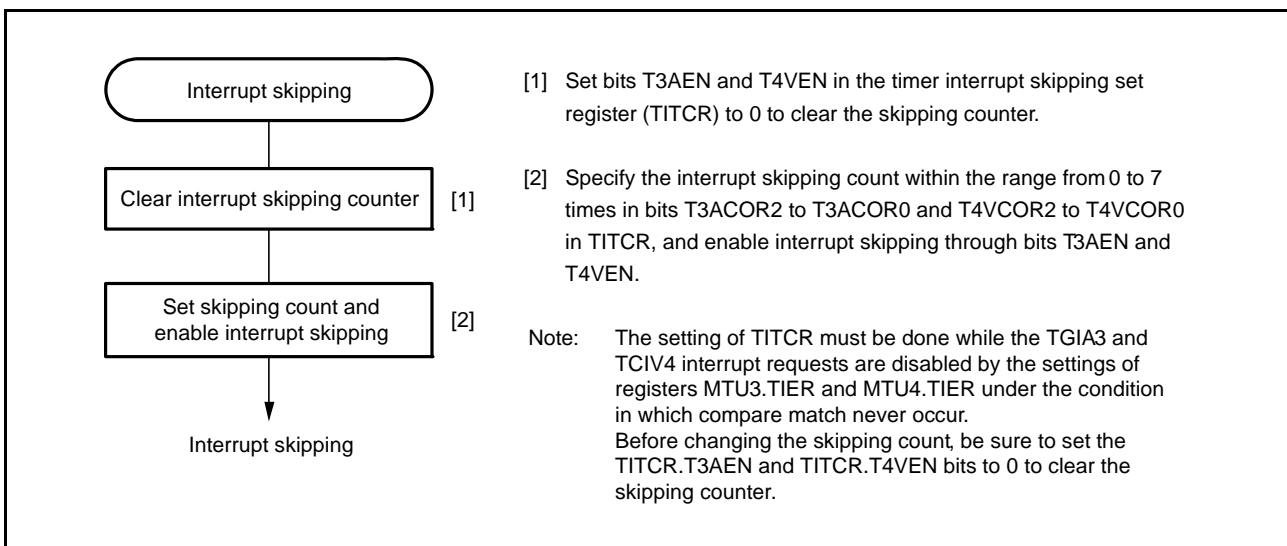 Interrupt skipping
Clear interrupt skipping counter
[1]
Set skipping count and
enable interrupt skipping
[2]
Interrupt skipping
[1] Set bits T3AEN and T4VEN in the timer interrupt skipping set
register (TITCR) to 0 to clear the skipping counter.
[2] Specify the interrupt skipping count within the range from 0 to 7
times in bits T3ACOR2 to T3ACOR0 and T4VCOR2 to T4VCOR0
in TITCR, and enable interrupt skipping through bits T3AEN and
T4VEN.
Note: The setting of TITCR must be done while the TGIA3 and
TCIV4 interrupt requests are disabled by the settings of
registers MTU3.TIER and MTU4.TIER under the condition
in which compare match never occur.
Before changing the skipping count, be sure to set the
TITCR.T3AEN and TITCR.T4VEN bits to 0 to clear the
skipping counter.